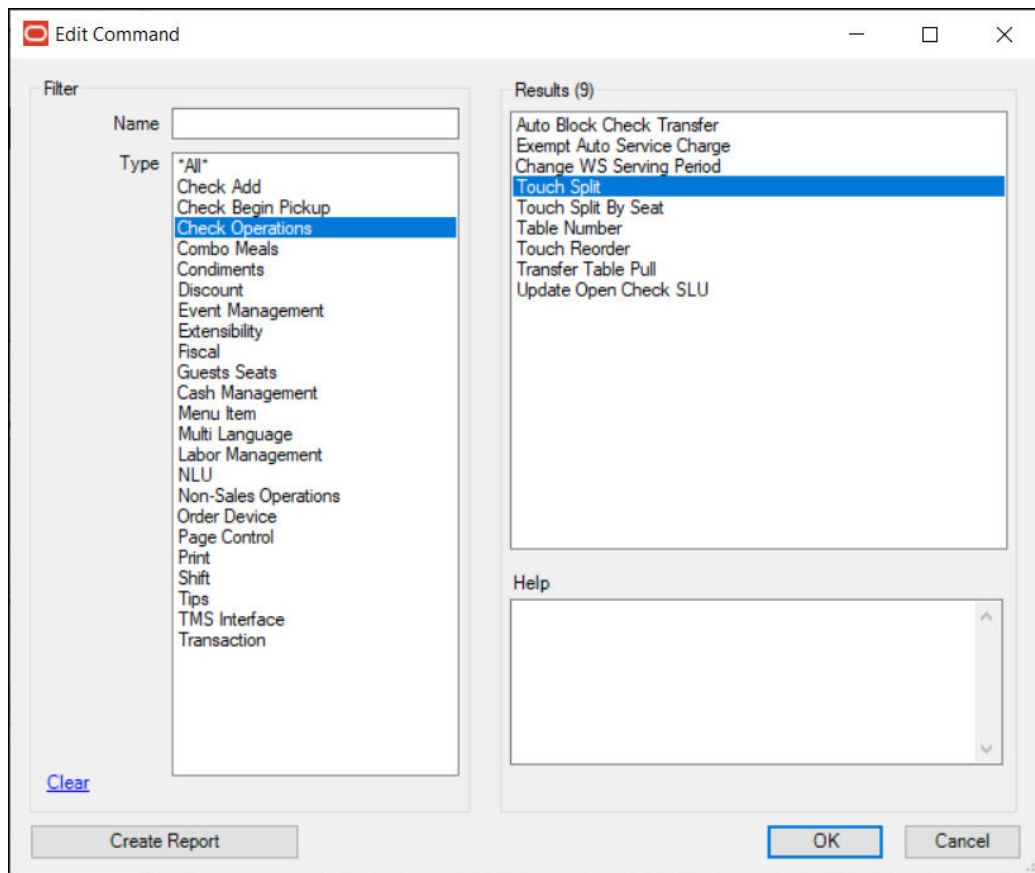 Edit Command
Filter
Name
Type
*All*
Check Add
Check Begin Pickup
Check Operations
Combo Meals
Condiments
Discount
Event Management
Extensibility
Fiscal
Guests Seats
Cash Management
Menu Item
Multi Language
Labor Management
NLU
Non-Sales Operations
Order Device
Page Control
Print
Shift
Tips
TMS Interface
Transaction
Clear
Create Report
Results (9)
Auto Block Check Transfer
Exempt Auto Service Charge
Change WS Serving Period
Touch Split
Touch Split By Seat
Table Number
Touch Reorder
Transfer Table Pull
Update Open Check SLU
Help
OK
Cancel